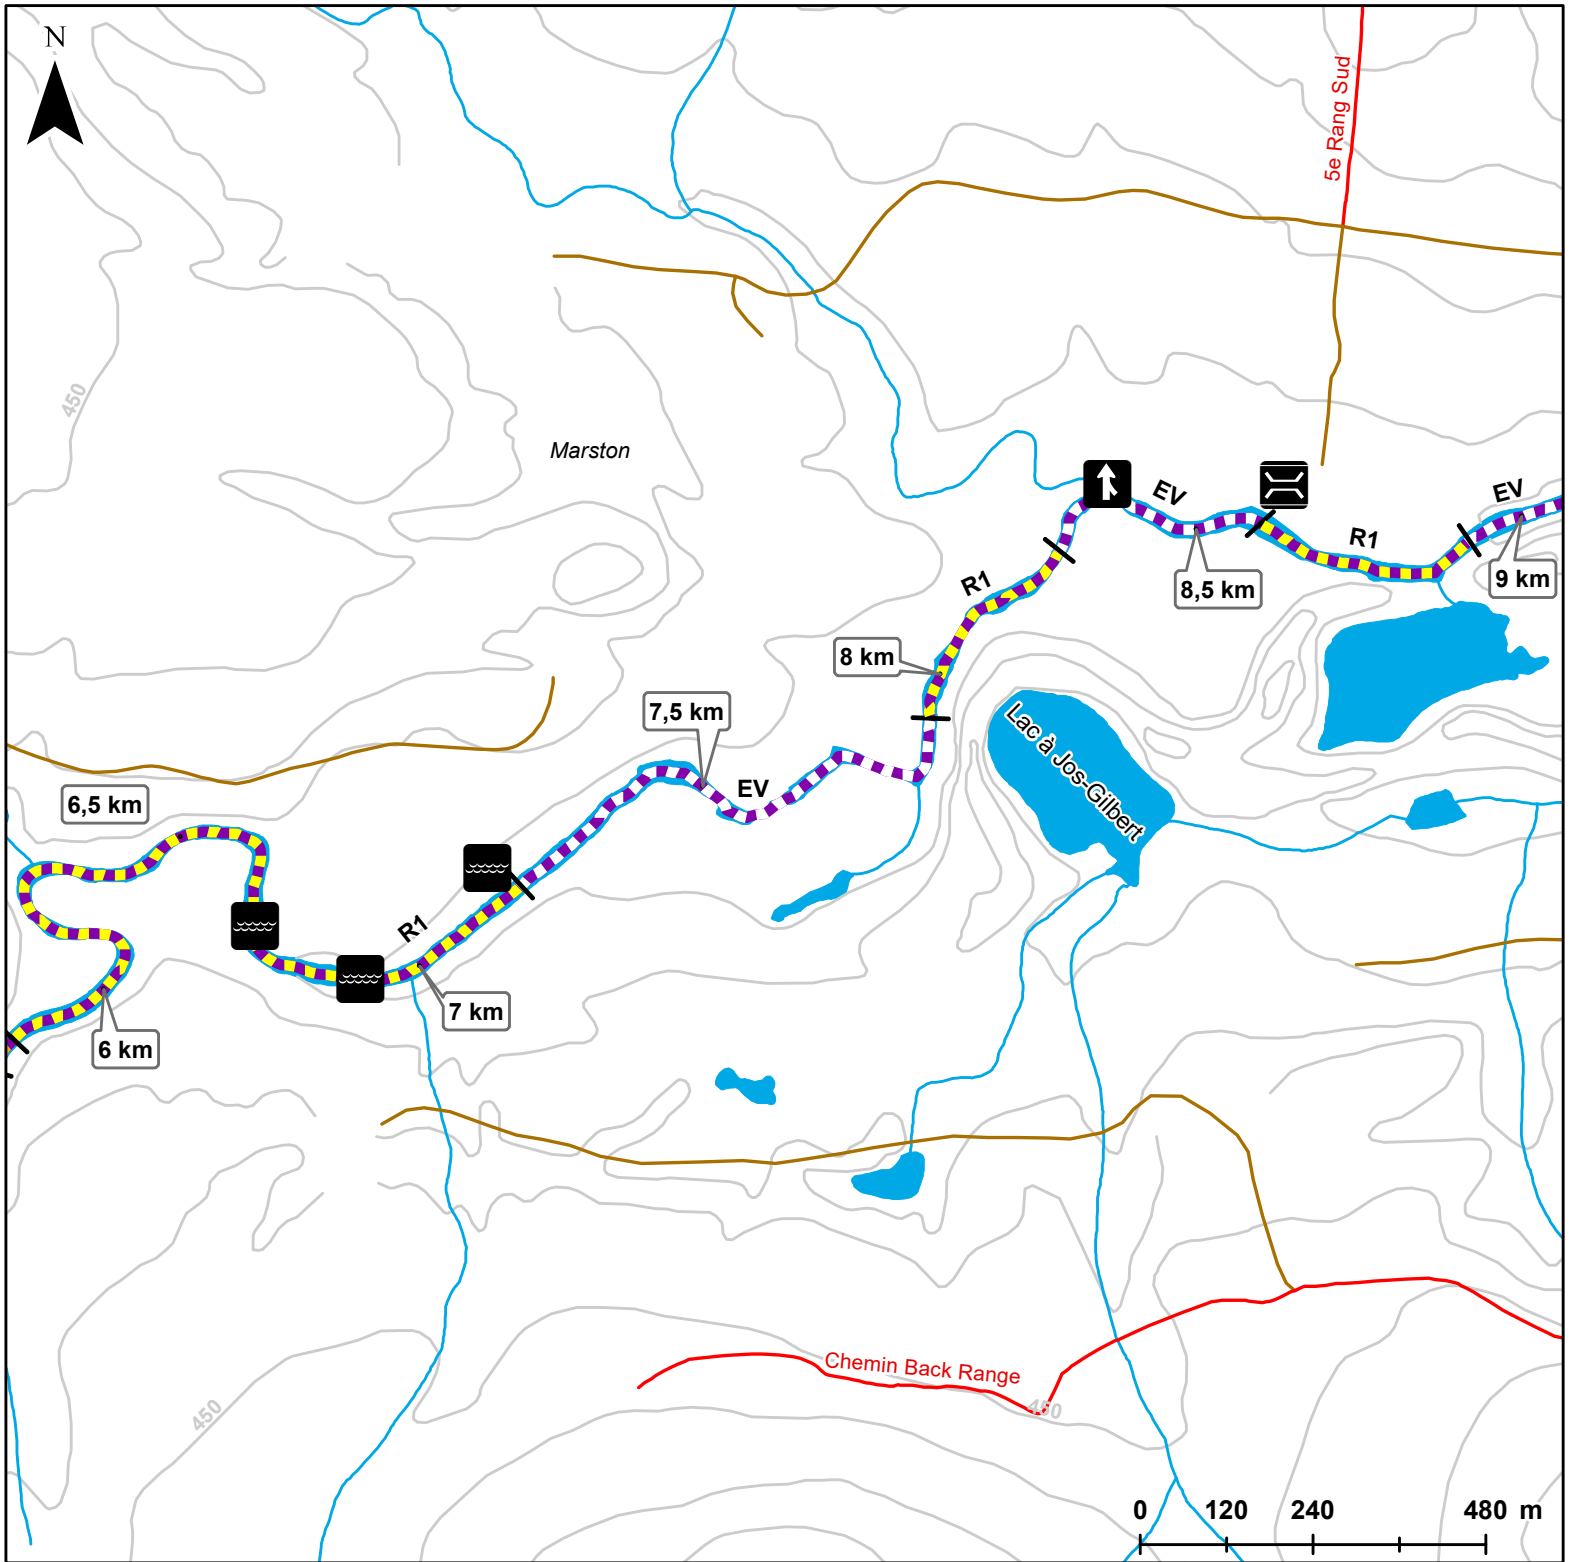 N
5e Rang Sud
450
Marston
EV
EV
R1
9 km
8,5 km
R1
8 km
7,5 km
Lac à Jos-Gilbert
EV
6,5 km
R1
7 km
6 km
Chemin Back Range
450
450
0 120 240 480 m